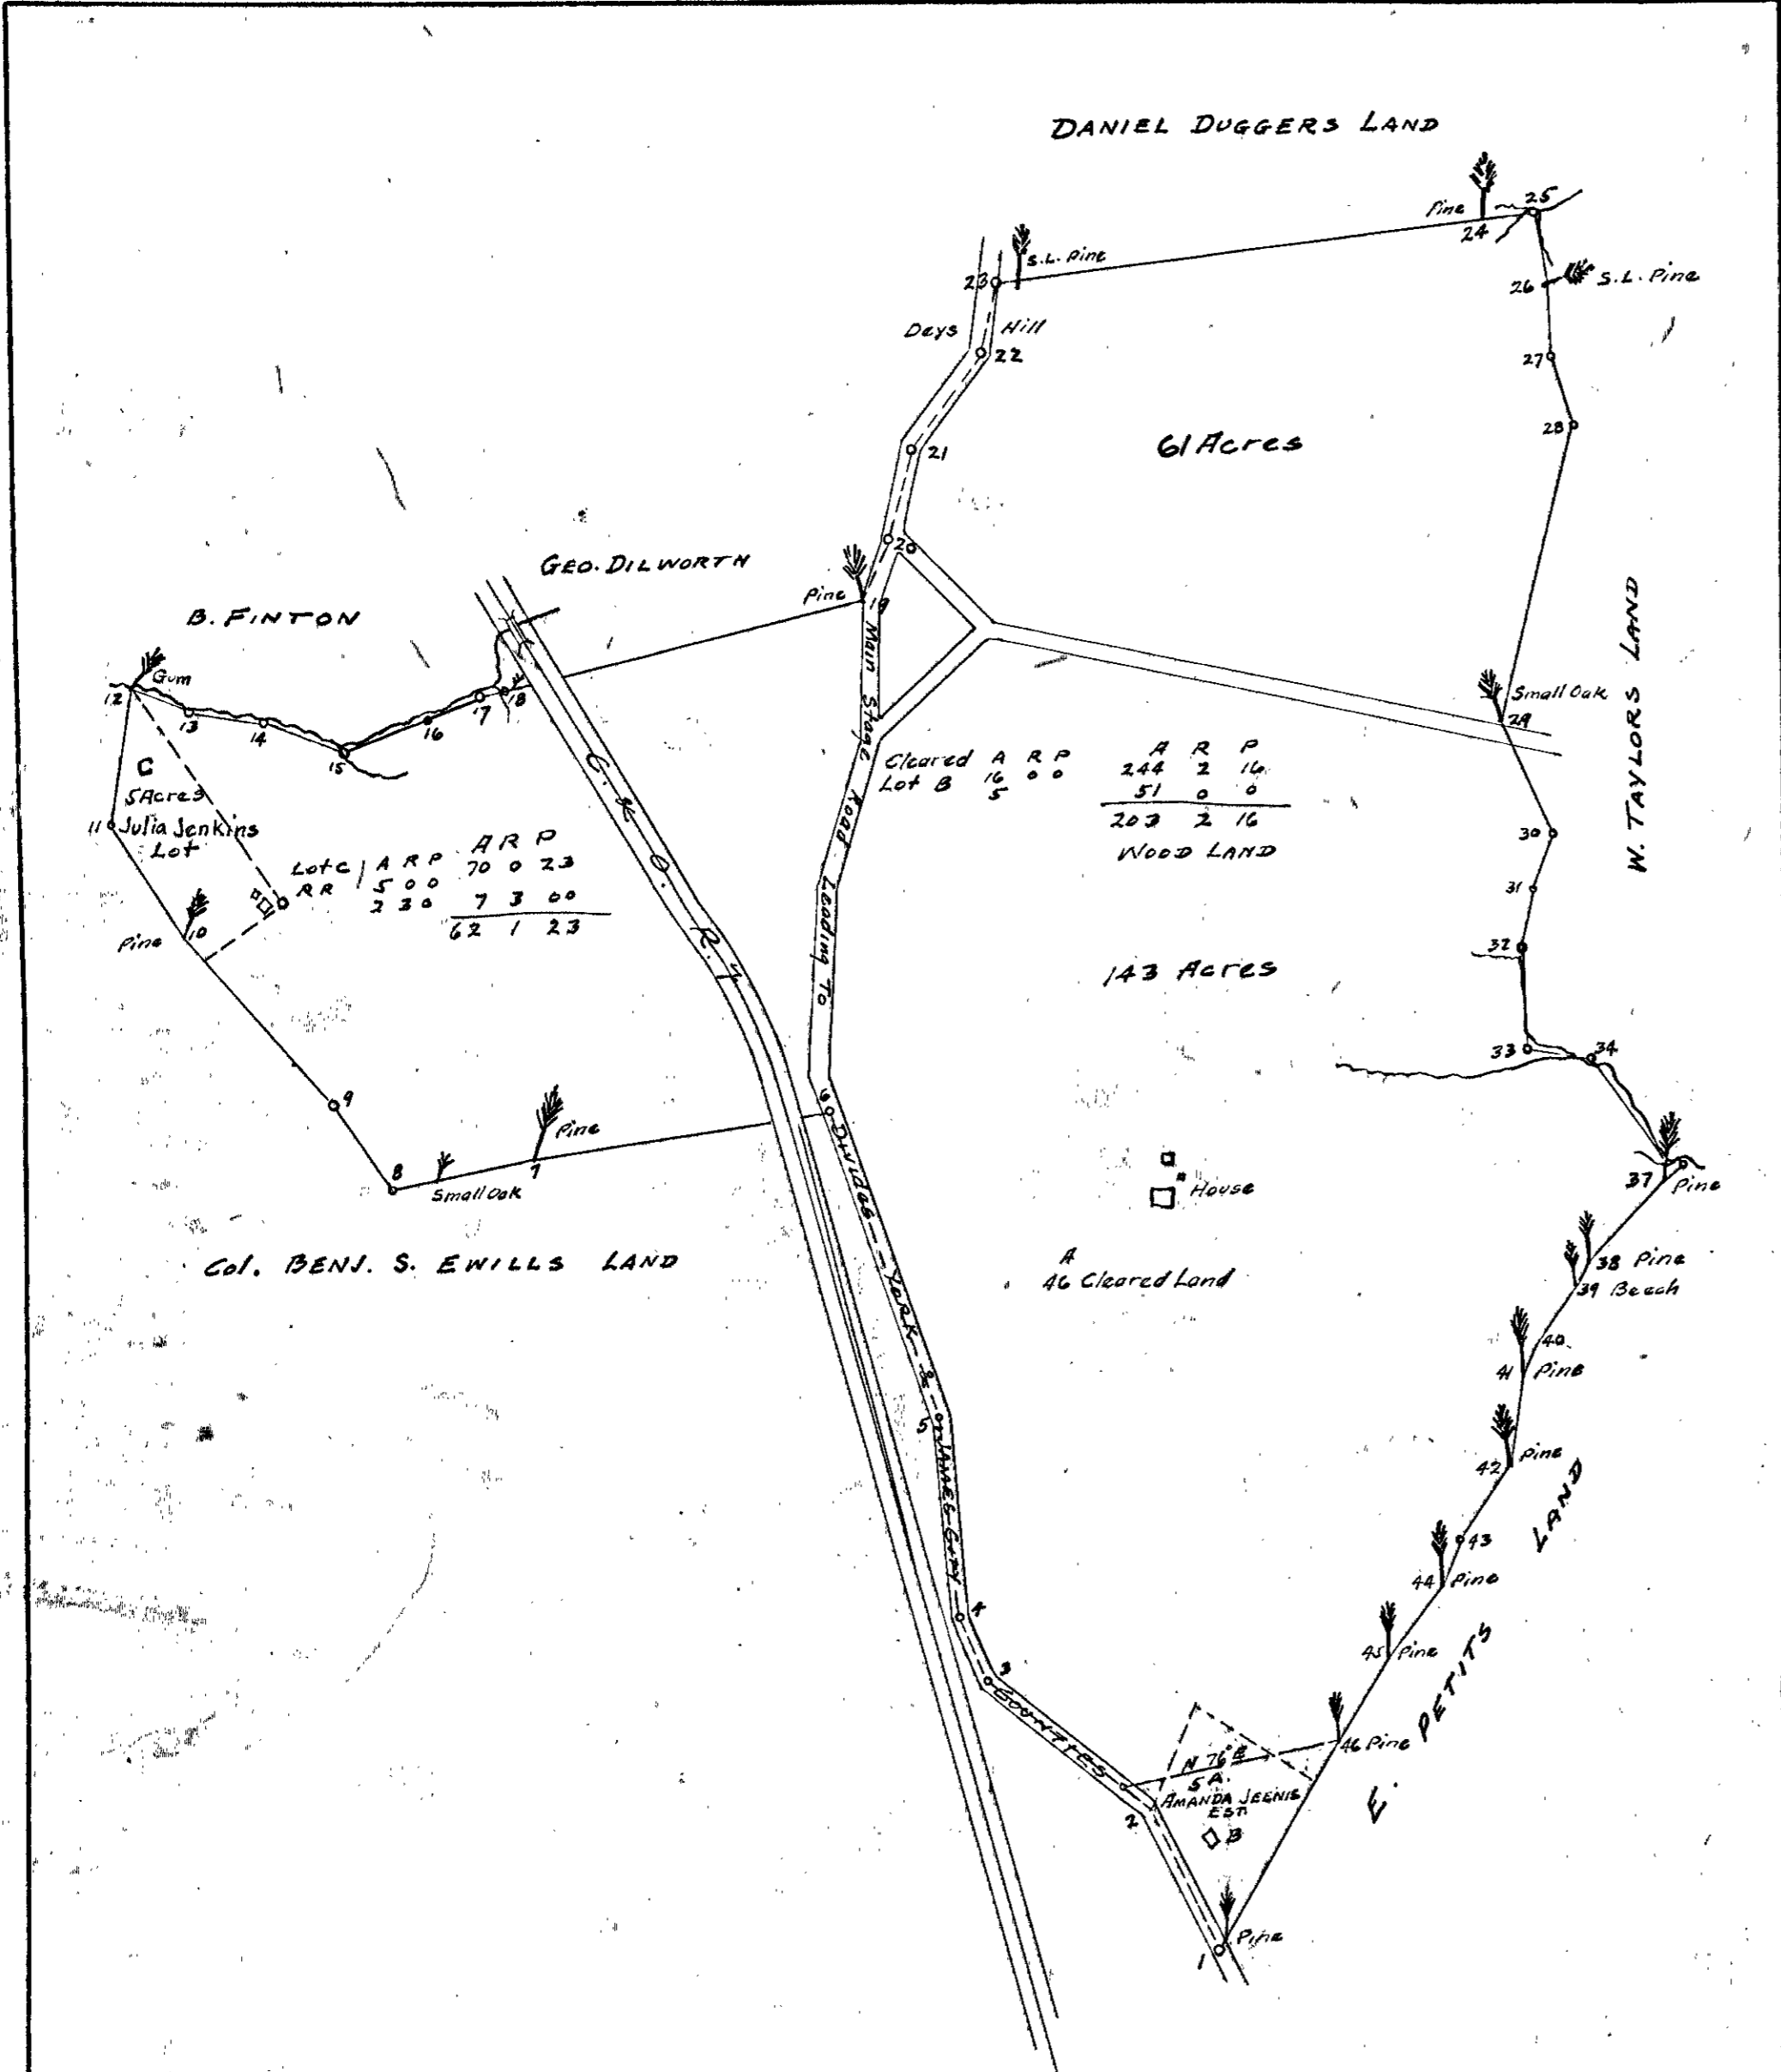 DANIEL DUGGERS LAND
25
Pine
24
S.L. Pine
23
26
S.L. Pine
Deys Hill
22
27
28
21
61 Acres
20
GEO. DILWORTH
Pine
19
B. FINTON
Gum
12
13
14
15
16
17
18
W. TAYLORS LAND
Small Oak
29
C. & O. R.Y.
Main Stage Road Leading To
Cleared A R P
Lot B 16 0 0
5
A R P
244 2 16
51 0 0
203 2 16
WOOD LAND
C
5 Acres
11 Julia Jenkins
Lot
Lot C A R P
RR 5 0 0
2 3 0
A R P
70 0 23
7 3 00
62 1 23
Pine
10
30
31
32
143 Acres
33
34
9
6
Pine
7
8
Small Oak
37
Pine
House
Col. BENJ. S. EWILLS LAND
A
46 Cleared Land
38 Pine
39 Beech
40
41 Pine
42 Pine
43
44 Pine
45 Pine
46 Pine
E. PETITS LAND
Divides York & James City Counties
5
4
3
2
N 76° E
5 A.
AMANDA JEENIS
EST.
B
Pine
1